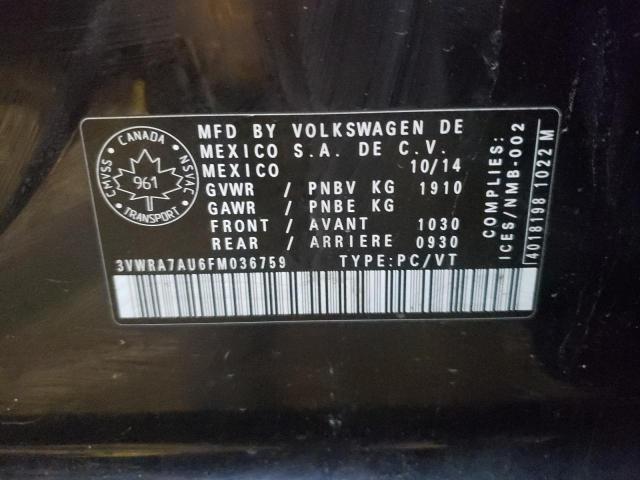 CANADA
CMVSS
NSVAC
961
TRANSPORT
MFD BY VOLKSWAGEN DE
MEXICO S.A. DE C.V.
MEXICO 10/14
GVWR / PNBV KG 1910
GAWR / PNBE KG
FRONT / AVANT 1030
REAR / ARRIERE 0930
3VWRA7AU6FM036759 TYPE:PC/VT
COMPLIES:
ICES/NMB-002
4018198 1022 M